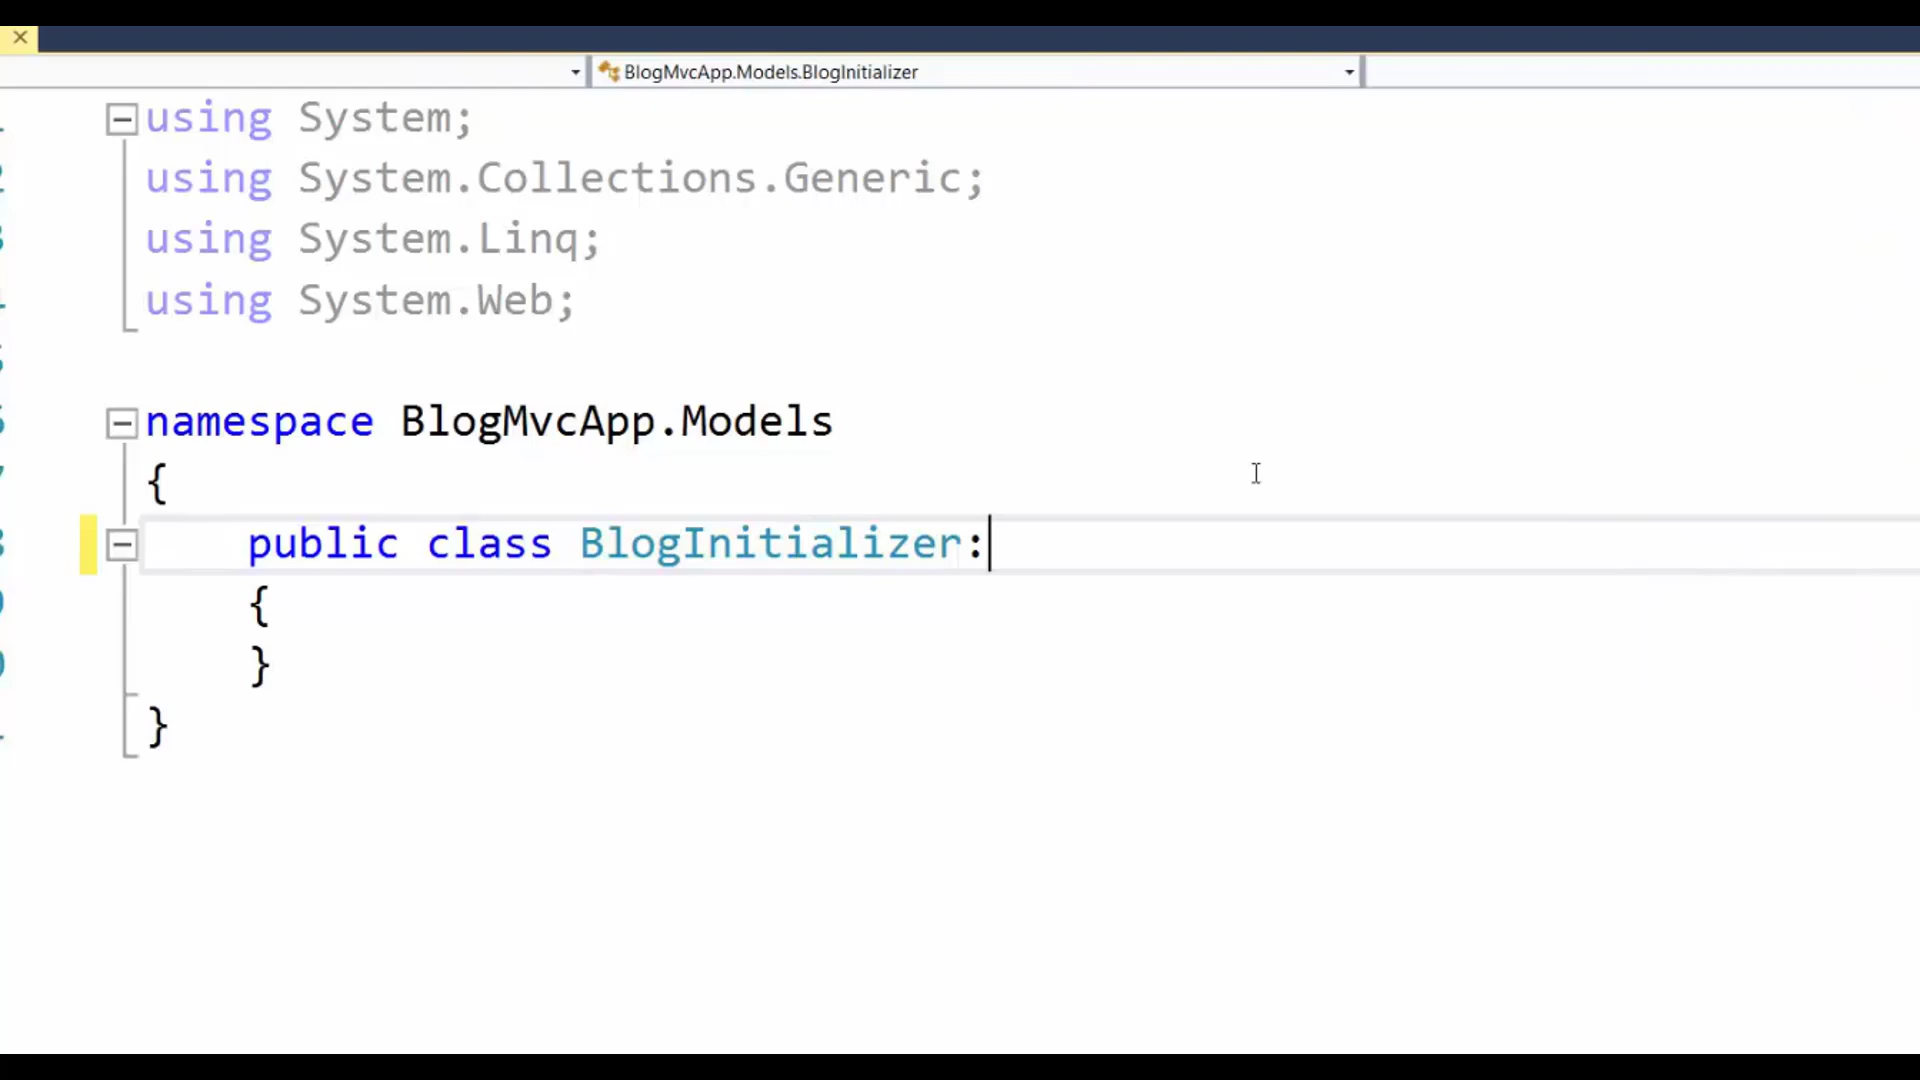 BlogMvcApp.Models.BlogInitializer
using System;
using System.Collections.Generic;
using System.Linq;
using System.Web;
namespace BlogMvcApp.Models
{
public class BlogInitializer:
{
}
}